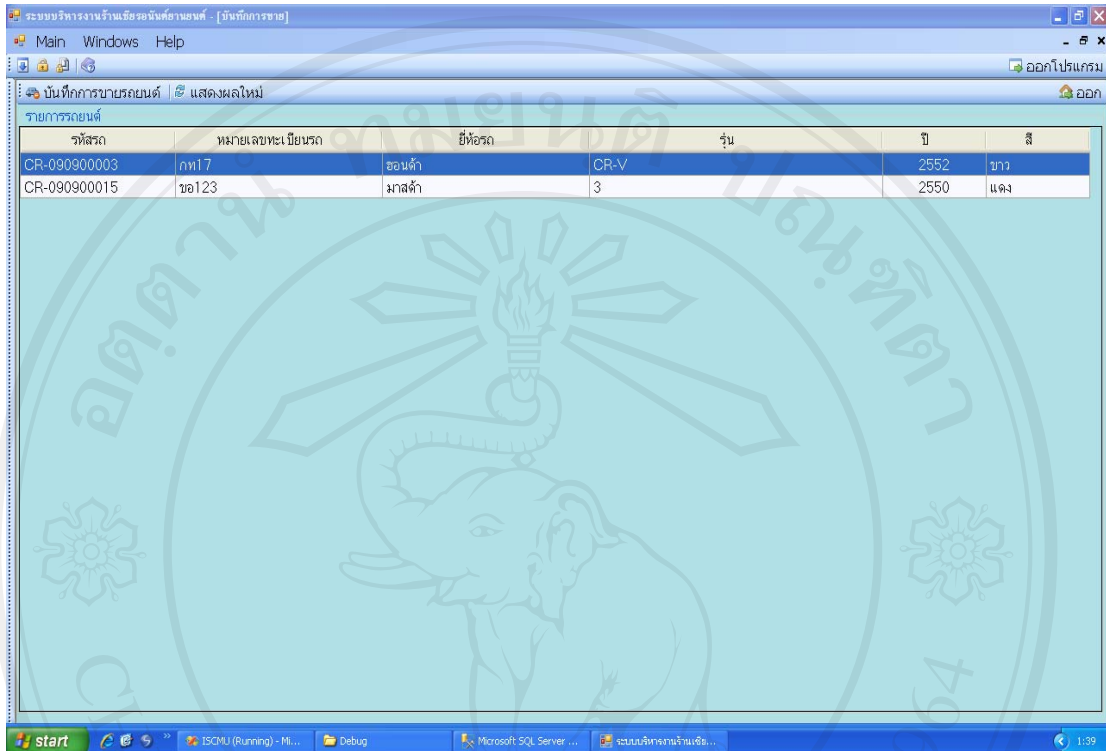 ระบบบริหารงานร้านเชียรอนันต์ยานยนต์ - [บันทึกการขาย]
Main Windows Help
ออกโปรแกรม
บันทึกการขายรถยนต์ แสดงผลใหม่ ออก
รายการรถยนต์
รหัสรถ หมายเลขทะเบียนรถ ยี่ห้อรถ รุ่น ปี สี
CR-090900003 กท17 ฮอนด้า CR-V 2552 ขาว
CR-090900015 ขอ123 มาสด้า 3 2550 แดง
start ISCMU (Running) - Mi... Debug Microsoft SQL Server ... ระบบบริหารงานร้านเชีย... 1:39